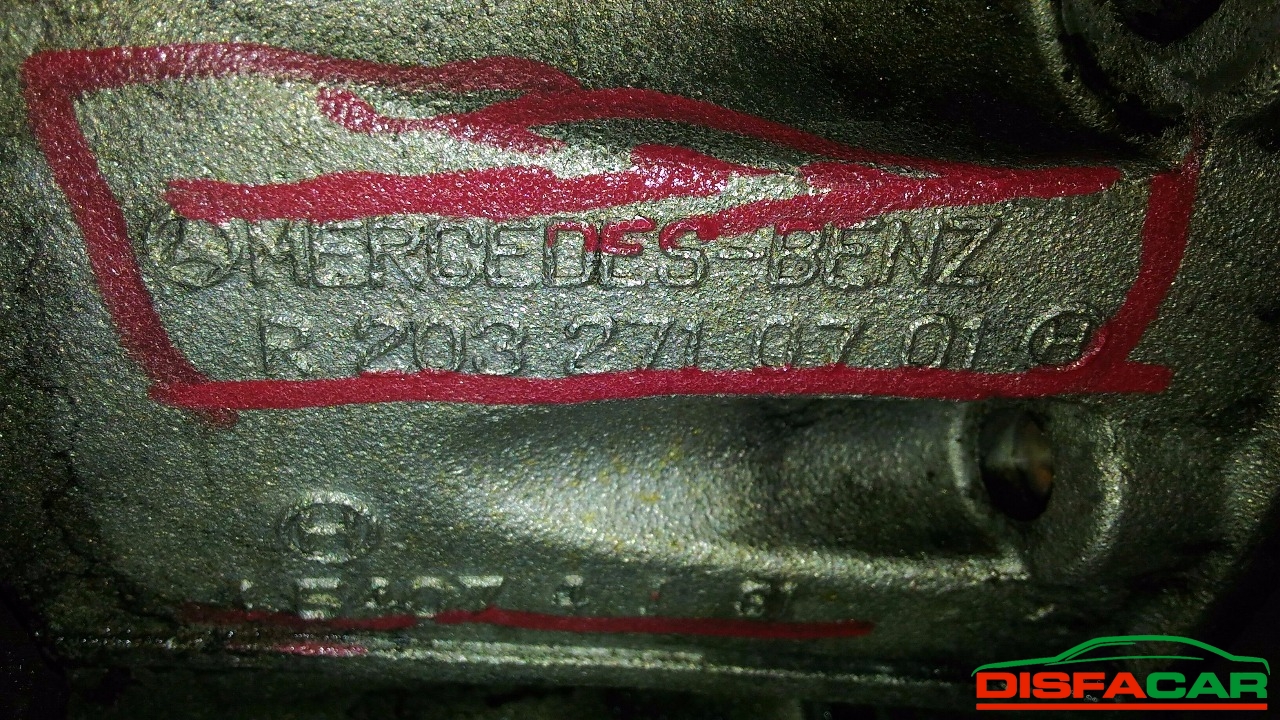 MERCEDES-BENZ
R 203 271 07 01
DISFACAR